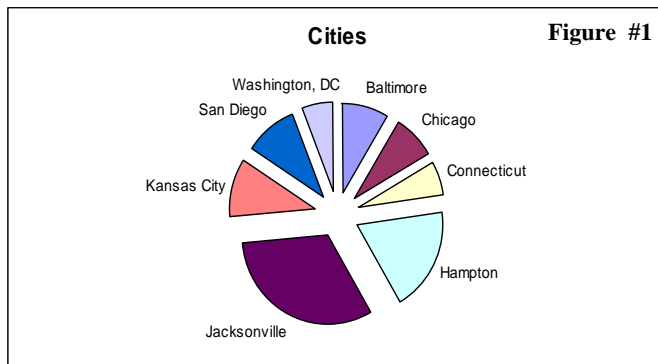 Figure #1
Cities
Washington, DC
Baltimore
San Diego
Chicago
Connecticut
Kansas City
Hampton
Jacksonville